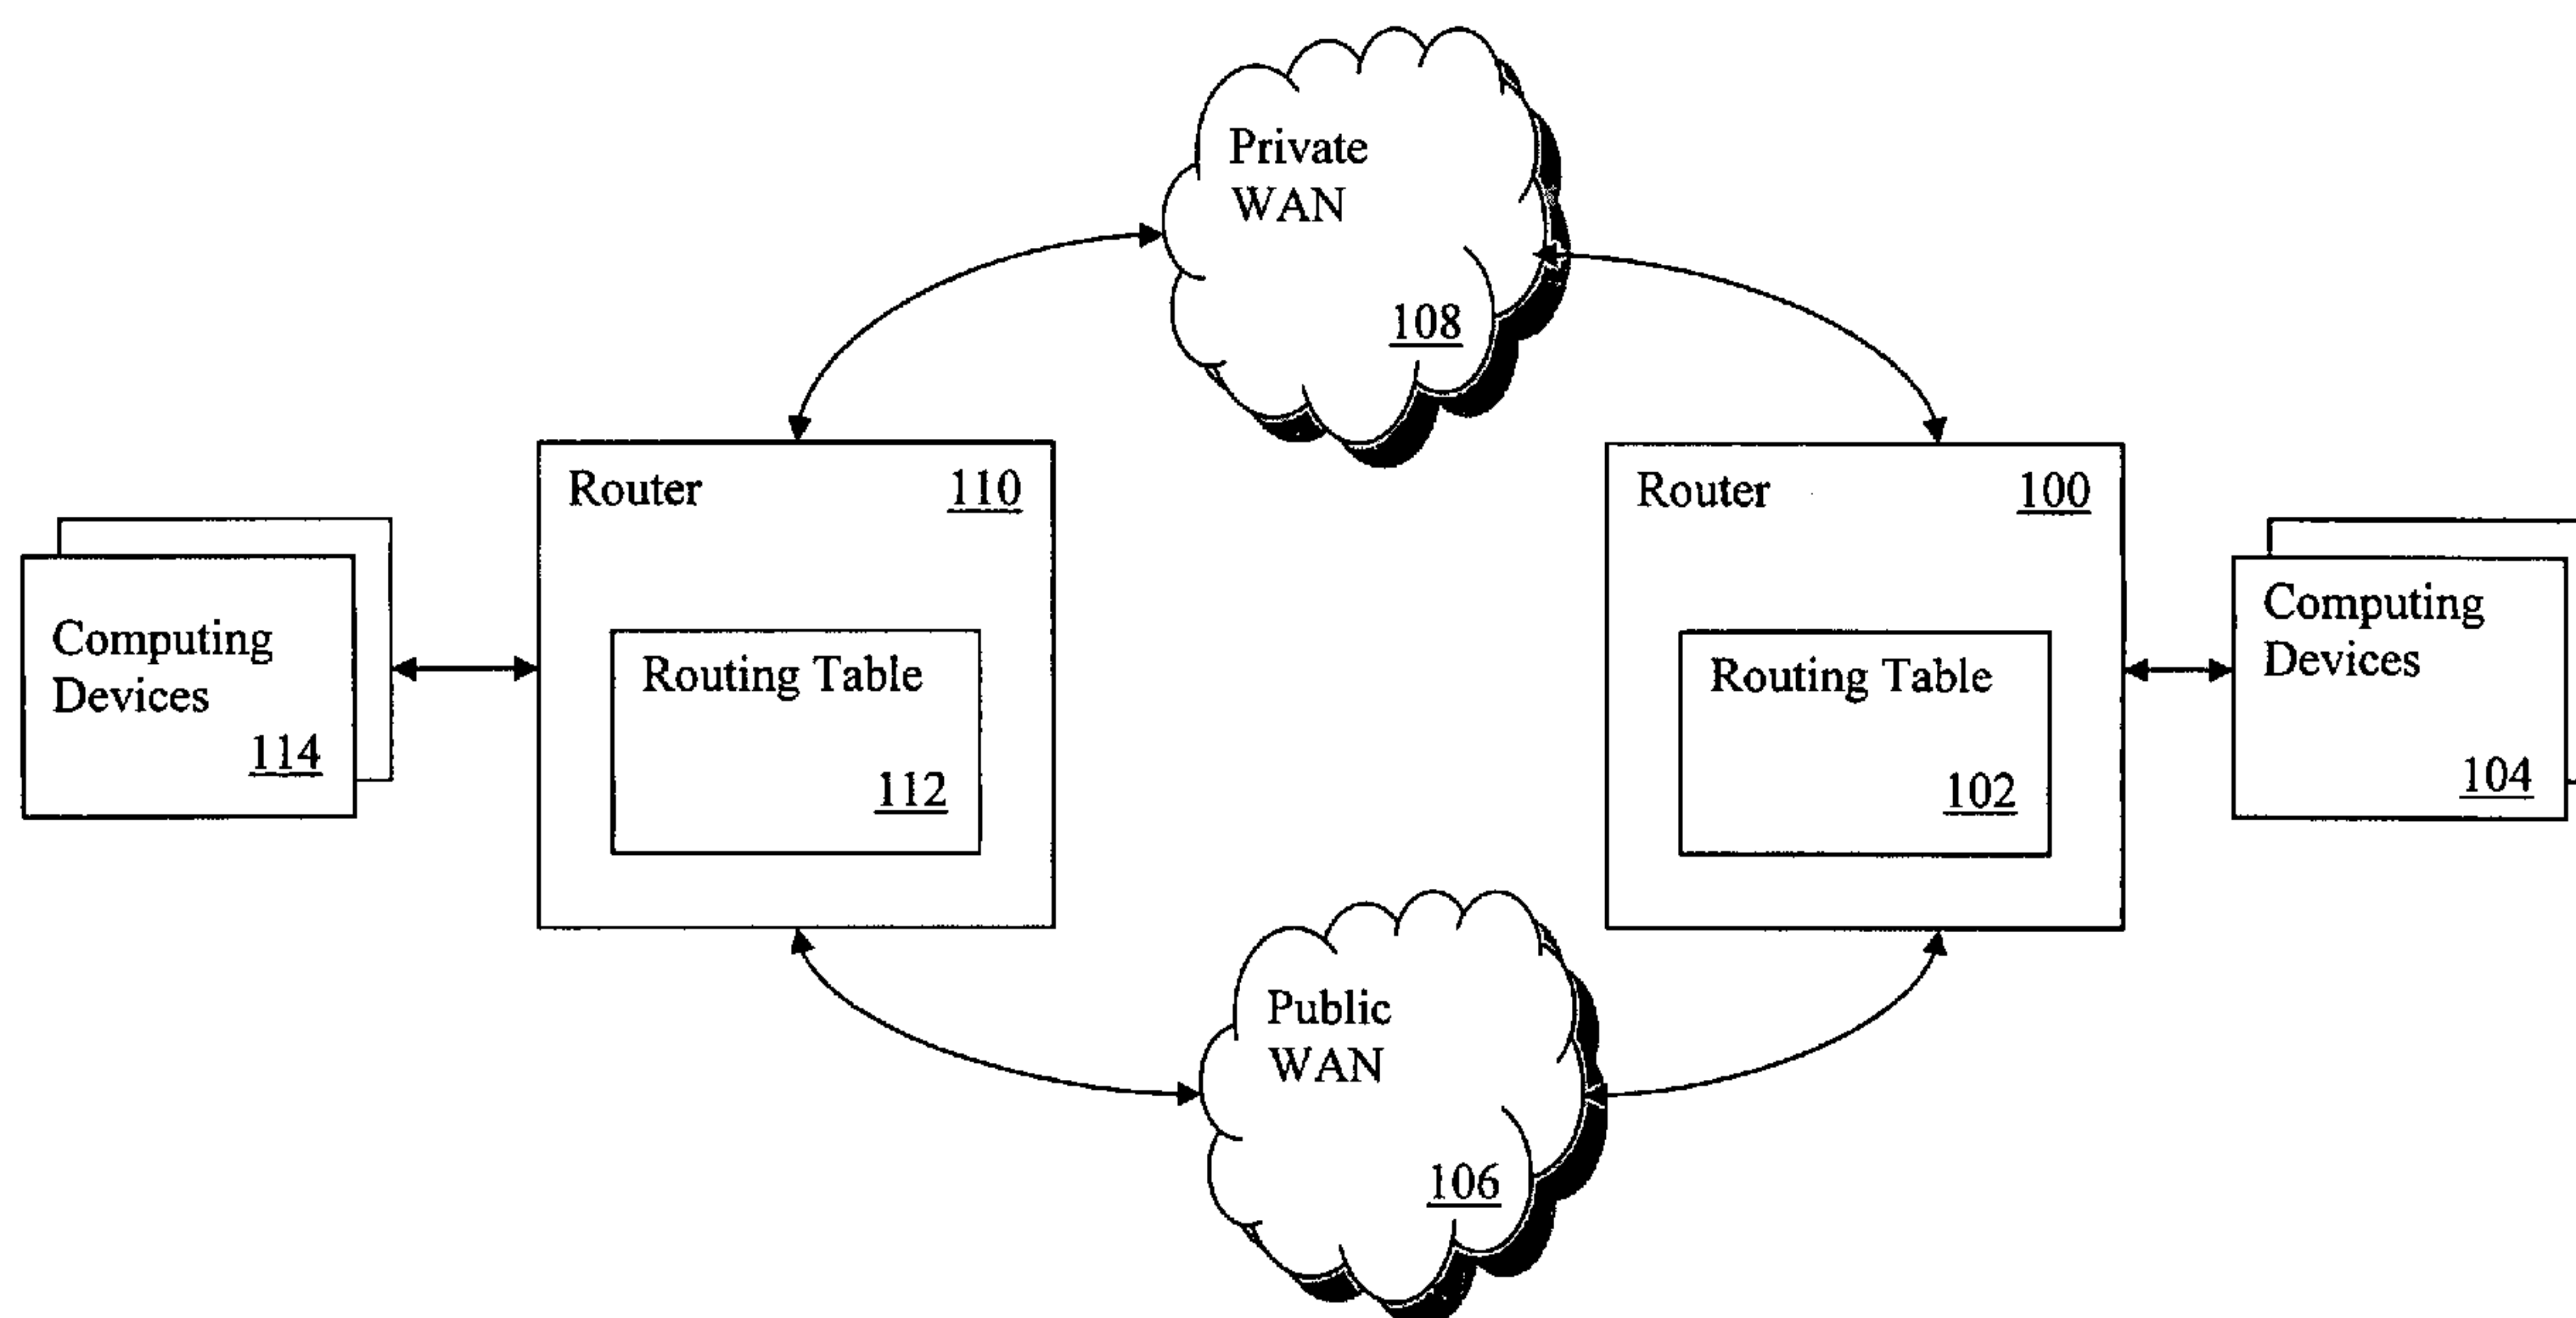 Private
WAN
108
Router 110
Router 100
Computing
Devices
114
Routing Table
112
Routing Table
102
Computing
Devices
104
Public
WAN
106